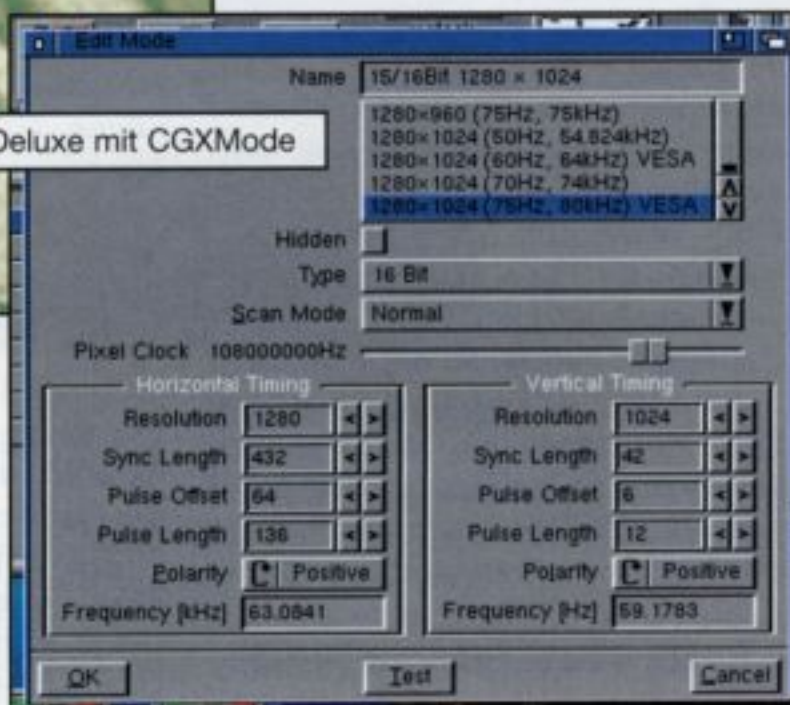 Edit Mode
Name 15/16Bit 1280 × 1024
1280×960 (75Hz, 75kHz)
Deluxe mit CGXMode
1280×1024 (50Hz, 54.824kHz)
1280×1024 (60Hz, 64kHz) VESA
1280×1024 (70Hz, 74kHz)
1280×1024 (75Hz, 80kHz) VESA
Hidden
Type 16 Bit
Scan Mode Normal
Pixel Clock 108000000Hz
Horizontal Timing
Resolution 1280
Sync Length 432
Pulse Offset 64
Pulse Length 136
Polarity Positive
Frequency [kHz] 63.0841
Vertical Timing
Resolution 1024
Sync Length 42
Pulse Offset 6
Pulse Length 12
Polarity Positive
Frequency [Hz] 59.1783
OK
Test
Cancel